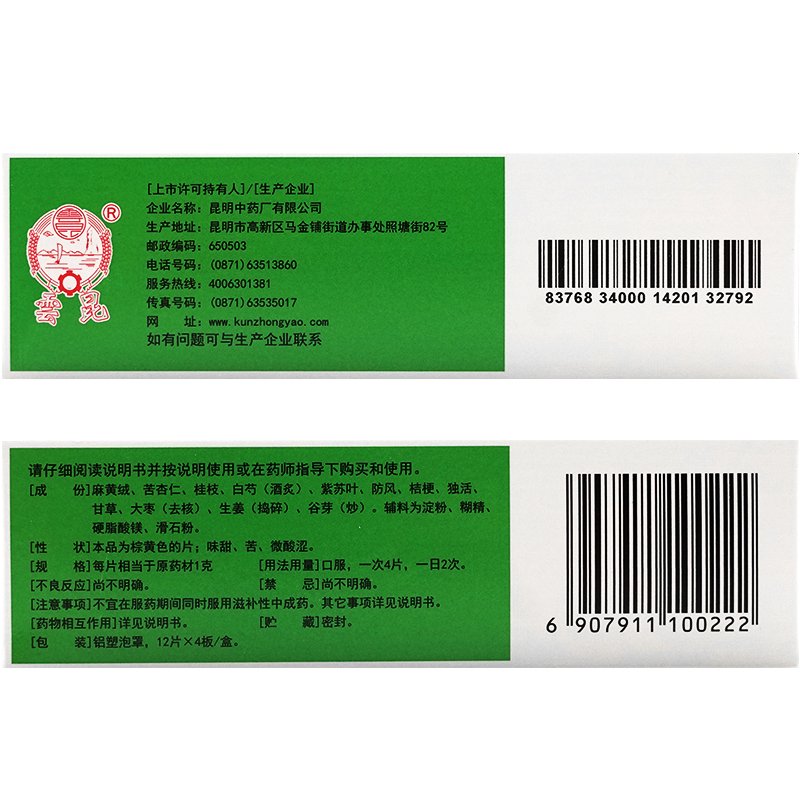 [上市许可持有人]/[生产企业]
企业名称：昆明中药厂有限公司
生产地址：昆明市高新区马金铺街道办事处照塘街82号
邮政编码：650503
电话号码：(0871)63513860
服务热线：4006301381
传真号码：(0871)63535017
网　　址：www.kunzhongyao.com
如有问题可与生产企业联系
®
雲昆
83768 34000 14201 32792
请仔细阅读说明书并按说明使用或在药师指导下购买和使用。
[成　份]麻黄绒、苦杏仁、桂枝、白芍（酒炙）、紫苏叶、防风、桔梗、独活、
甘草、大枣（去核）、生姜（捣碎）、谷芽（炒）。辅料为淀粉、糊精、
硬脂酸镁、滑石粉。
[性　状]本品为棕黄色的片；味甜、苦、微酸涩。
[规　格]每片相当于原药材1克　[用法用量]口服，一次4片，一日2次。
[不良反应]尚不明确。　[禁　忌]尚不明确。
[注意事项]不宜在服药期间同时服用滋补性中成药。其它事项详见说明书。
[药物相互作用]详见说明书。　[贮　藏]密封。
[包　装]铝塑泡罩，12片×4板/盒。
6 907911 100222